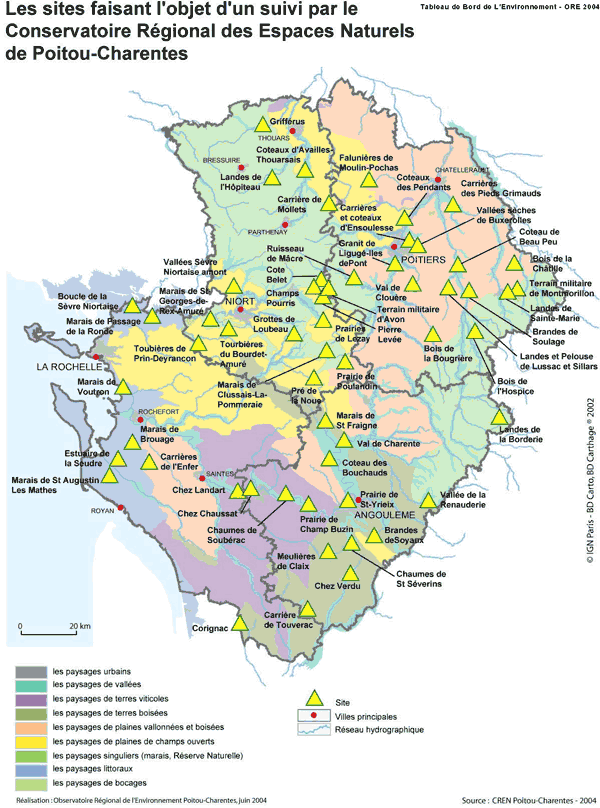 Les sites faisant l'objet d'un suivi par le
Conservatoire Régional des Espaces Naturels
de Poitou-Charentes
Tableau de Bord de L'Environnement - ORE 2004
Grifférus
THOUARS
Coteaux d'Availles-
Thouarsais
BRESSUIRE
Landes de
l'Hôpiteau
Falunières de
Moulin-Pochas
Coteaux
des Pendants
CHATELLERAULT
Carrières
des Pieds Grimauds
Carrière de
Mollets
Carrières
et coteaux
d'Ensoulesse
Vallées sèches
de Buxerolles
PARTHENAY
Granit de
Ligugé-Iles
dePont
POITIERS
Coteau de
Beau Peu
Ruisseau
de Mâcre
Vallées Sèvre
Niortaise amont
Cote
Belet
Bois de la
Châtille
Terrain militaire
de Montmorillon
Boucle de la
Sèvre Niortaise
Marais de St
Georges-
de-Rex-Amuré
NIORT
Champs
Pourris
Val de
Clouère
Marais de Passage
de la Ronde
Grottes de
Loubeau
Terrain militaire
d'Avon
Pierre
Levée
Landes de
Sainte-Marie
Brandes de
Soulage
Prairies
de Lezay
Toubières de
Prin-Deyrançon
Tourbières
du Bourdet-
Amuré
Bois de
la Bougrière
Landes et Pelouse
de Lussac et Sillars
LA ROCHELLE
Marais de
Voutron
Marais de
Clussais-La-
Pommeraie
Prairie de
Poulandin
Bois de
l'Hospice
Pré de
la Noue
ROCHEFORT
Marais de
St Fraigne
Landes de
la Borderie
Marais de
Brouage
Val de Charente
Estuaire de
la Seudre
Carrières
de l'Enfer
Coteau des
Bouchauds
Marais de St Augustin
Les Mathes
SAINTES
Chez Landart
Prairie de
St-Yrieix
Vallée de la
Renauderie
ROYAN
Chez Chaussat
Prairie de
Champ Buzin
ANGOULEME
Chaumes de
Soubérac
Brandes
deSoyaux
Meulières
de Claix
Chaumes de
St Séverins
Chez Verdu
Carrière
de Touverac
Corignac
© IGN Paris - BD Carto, BD Carthage ® 2002
0 20 km
les paysages urbains
les paysages de vallées
les paysages de terres viticoles
les paysages de terres boisées
les paysages de plaines vallonnées et boisées
les paysages de plaines de champs ouverts
les paysages singuliers (marais, Réserve Naturelle)
les paysages littoraux
les paysages de bocages
Site
Villes principales
Réseau hydrographique
Réalisation : Observatoire Régional de l'Environnement Poitou-Charentes, juin 2004
Source : CREN Poitou-Charentes - 2004